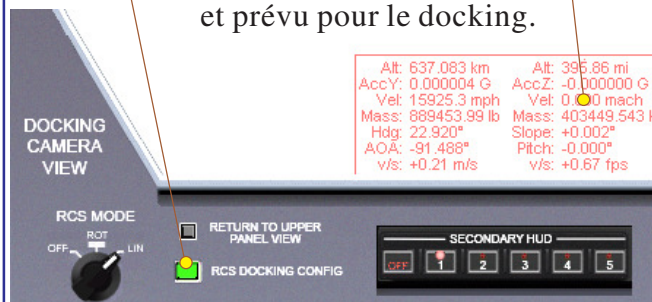 et prévu pour le docking.
Alt: 637.083 km Alt: 395.86 mi
AccY: 0.000004 G AccZ: -0.000000 G
Vel: 15925.3 mph Vel: mach
Mass: 889453.99 lb Mass: 403449.543
Hdg: 22.920° Slope: +0.002°
AOA: -91.488° Pitch: -0.000°
v/s: +0.21 m/s v/s: +0.67 fps
DOCKING
CAMERA
VIEW
RCS MODE
ROT
OFF LIN
RETURN TO UPPER
PANEL VIEW
RCS DOCKING CONFIG
SECONDARY HUD
OFF 1 2 3 4 5